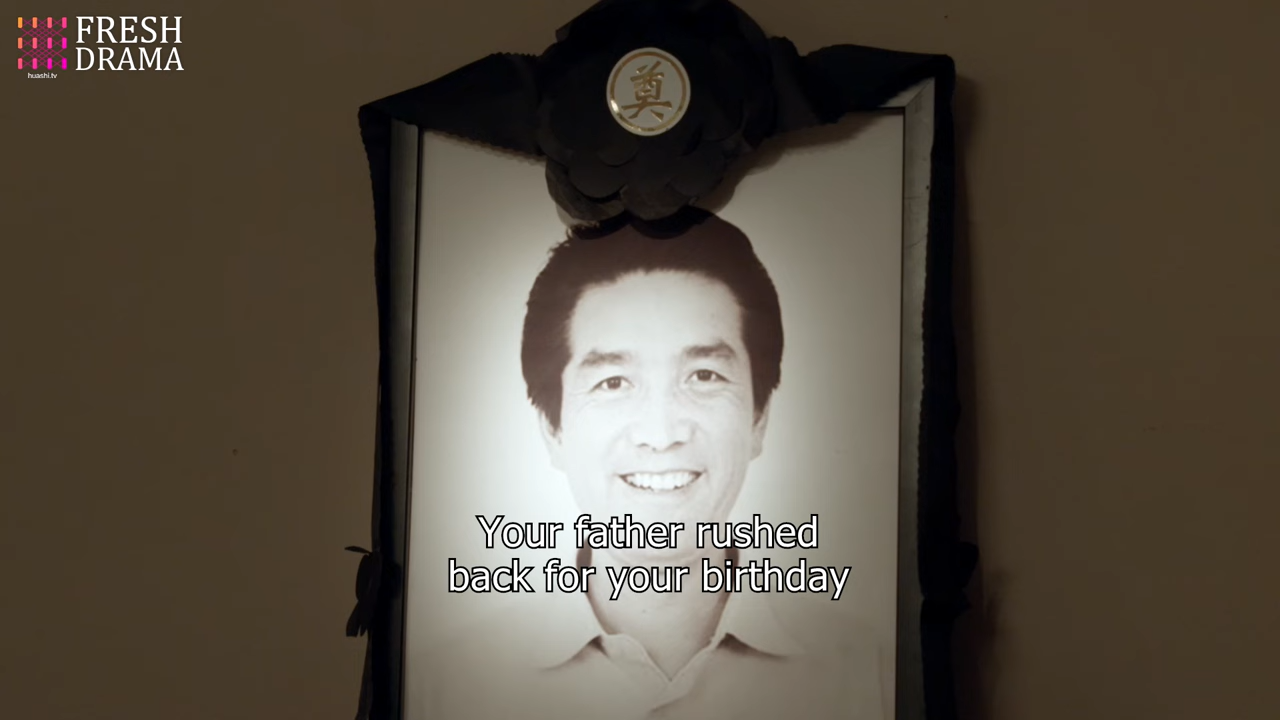 FRESH
DRAMA
huashi.tv
奠
Your father rushed
back for your birthday